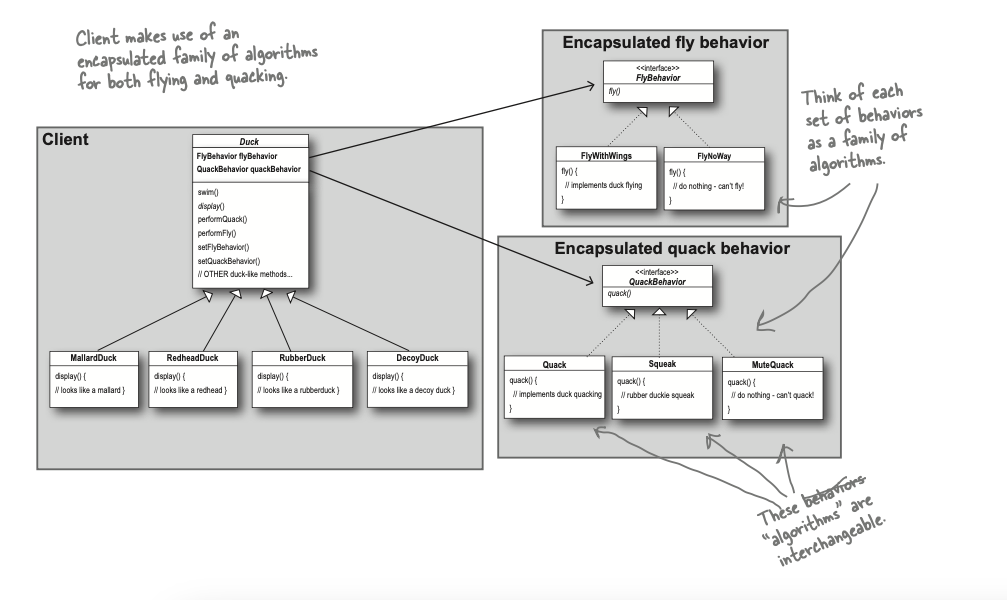 Client makes use of an
encapsulated family of algorithms
for both flying and quacking.
Client
Duck
FlyBehavior flyBehavior
QuackBehavior quackBehavior
swim()
display()
performQuack()
performFly()
setFlyBehavior()
setQuackBehavior()
// OTHER duck-like methods...
MallardDuck
display() {
// looks like a mallard }
RedheadDuck
display() {
// looks like a redhead }
RubberDuck
display() {
// looks like a rubberduck }
DecoyDuck
display() {
// looks like a decoy duck }
Encapsulated fly behavior
<<interface>>
FlyBehavior
fly()
FlyWithWings
fly() {
// implements duck flying
}
FlyNoWay
fly() {
// do nothing - can't fly!
}
Think of each
set of behaviors
as a family of
algorithms.
Encapsulated quack behavior
<<interface>>
QuackBehavior
quack()
Quack
quack() {
// implements duck quacking
}
Squeak
quack() {
// rubber duckie squeak
}
MuteQuack
quack() {
// do nothing - can't quack!
}
These behaviors
"algorithms" are
interchangeable.